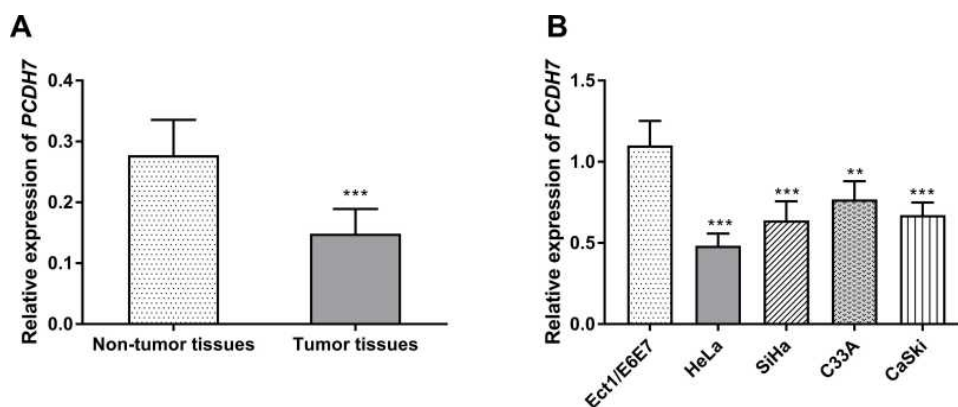 A
Relative expression of PCDH7
0.4
0.3
0.2
0.1
0.0
***
Non-tumor tissues
Tumor tissues
B
Relative expression of PCDH7
1.5
1.0
0.5
0.0
***
***
**
***
Ect1/E6E7
HeLa
SiHa
C33A
CaSki